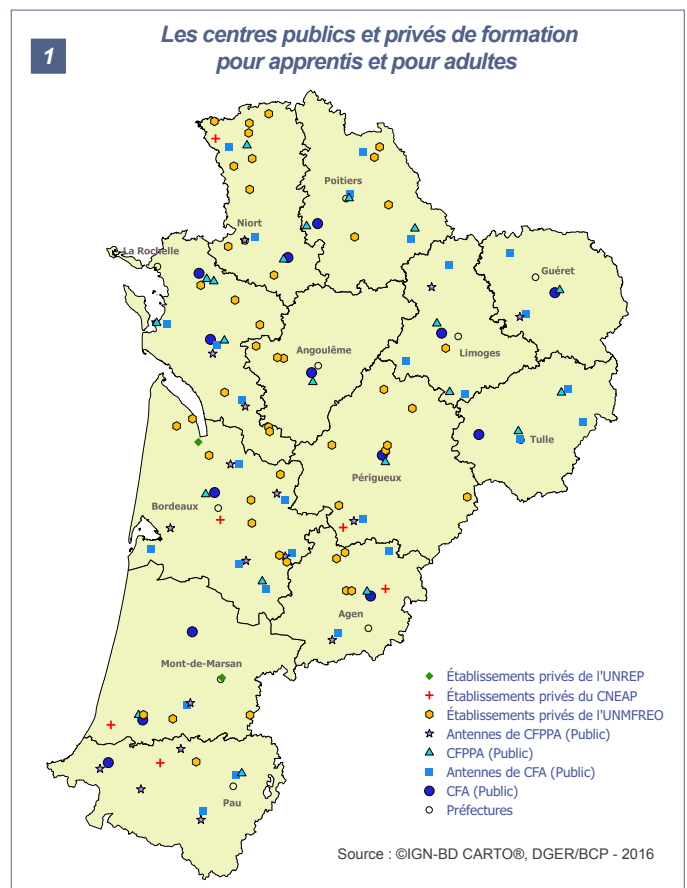 1
Les centres publics et privés de formation
pour apprentis et pour adultes
Poitiers
Niort
La Rochelle
Guéret
Angoulême
Limoges
Tulle
Périgueux
Bordeaux
Agen
Mont-de-Marsan
Pau
Établissements privés de l'UNREP
Établissements privés du CNEAP
Établissements privés de l'UNMFREO
Antennes de CFPPA (Public)
CFPPA (Public)
Antennes de CFA (Public)
CFA (Public)
Préfectures
Source : ©IGN-BD CARTO®, DGER/BCP - 2016